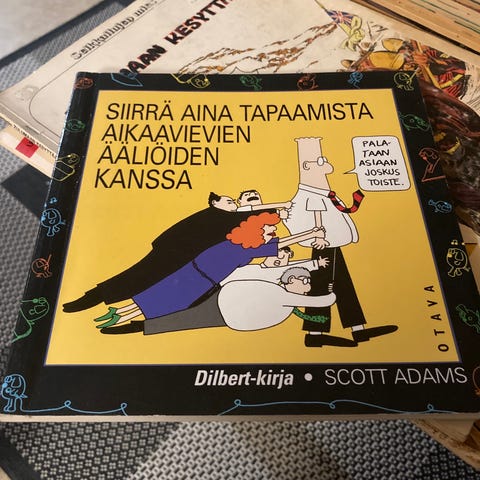 SIIRRÄ AINA TAPAAMISTA
AIKAAVIEVIEN
ÄÄLIÖIDEN
KANSSA
PALA-
TAAN
ASIAAN
JOSKUS
TOISTE.
OTAVA
Dilbert-kirja • SCOTT ADAMS